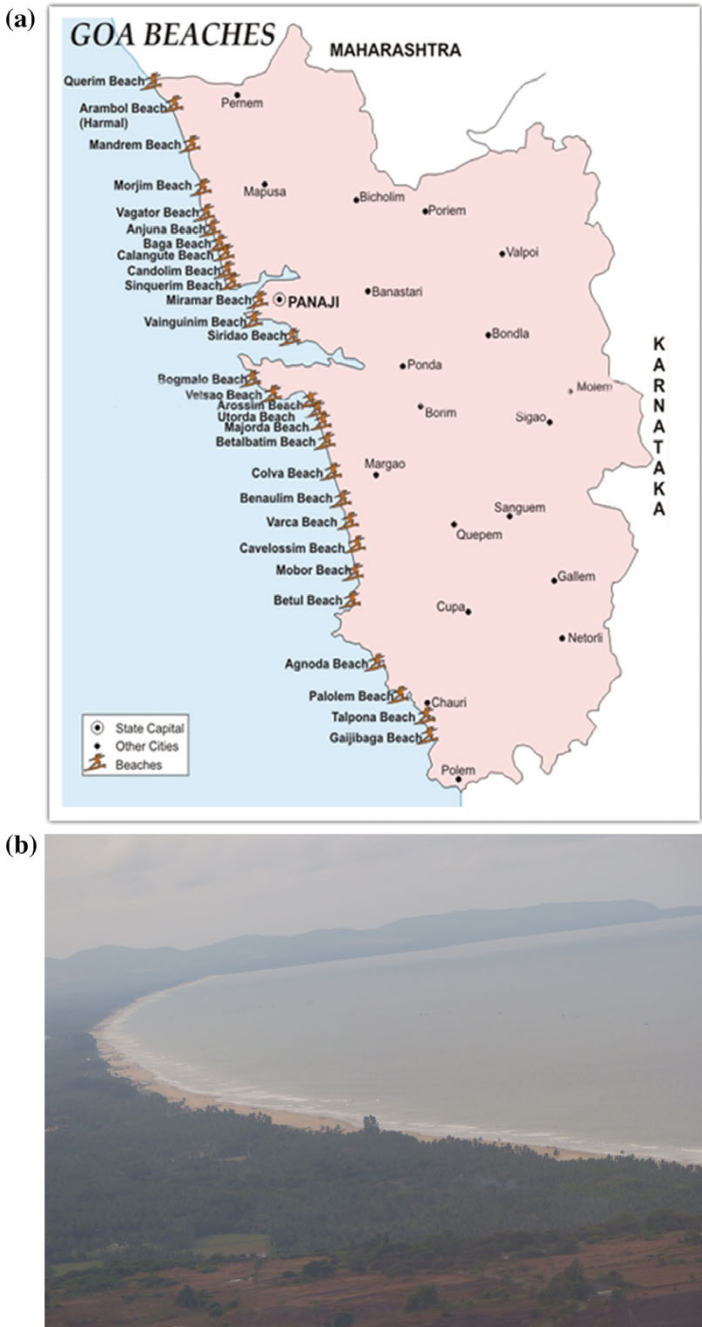 (a)
GOA BEACHES
MAHARASHTRA
Querim Beach
Pernem
Arambol Beach
(Harmal)
Mandrem Beach
Morjim Beach
Mapusa
Bicholim
Poriem
Vagator Beach
Anjuna Beach
Baga Beach
Calangute Beach
Valpoi
Candolim Beach
Sinquerim Beach
Banastari
Miramar Beach
PANAJI
Vainguinim Beach
Siridao Beach
Bondla
KARNATAKA
Ponda
Bogmalo Beach
Velsao Beach
Moiem
Arossim Beach
Borim
Utorda Beach
Sigao
Majorda Beach
Betalbatim Beach
Margao
Colva Beach
Benaulim Beach
Sanguem
Varca Beach
Quepem
Cavelossim Beach
Mobor Beach
Gallem
Betul Beach
Cupa
Netorli
Agnoda Beach
Palolem Beach
Chauri
Talpona Beach
State Capital
Gaijibaga Beach
Other Cities
Beaches
Polem
(b)